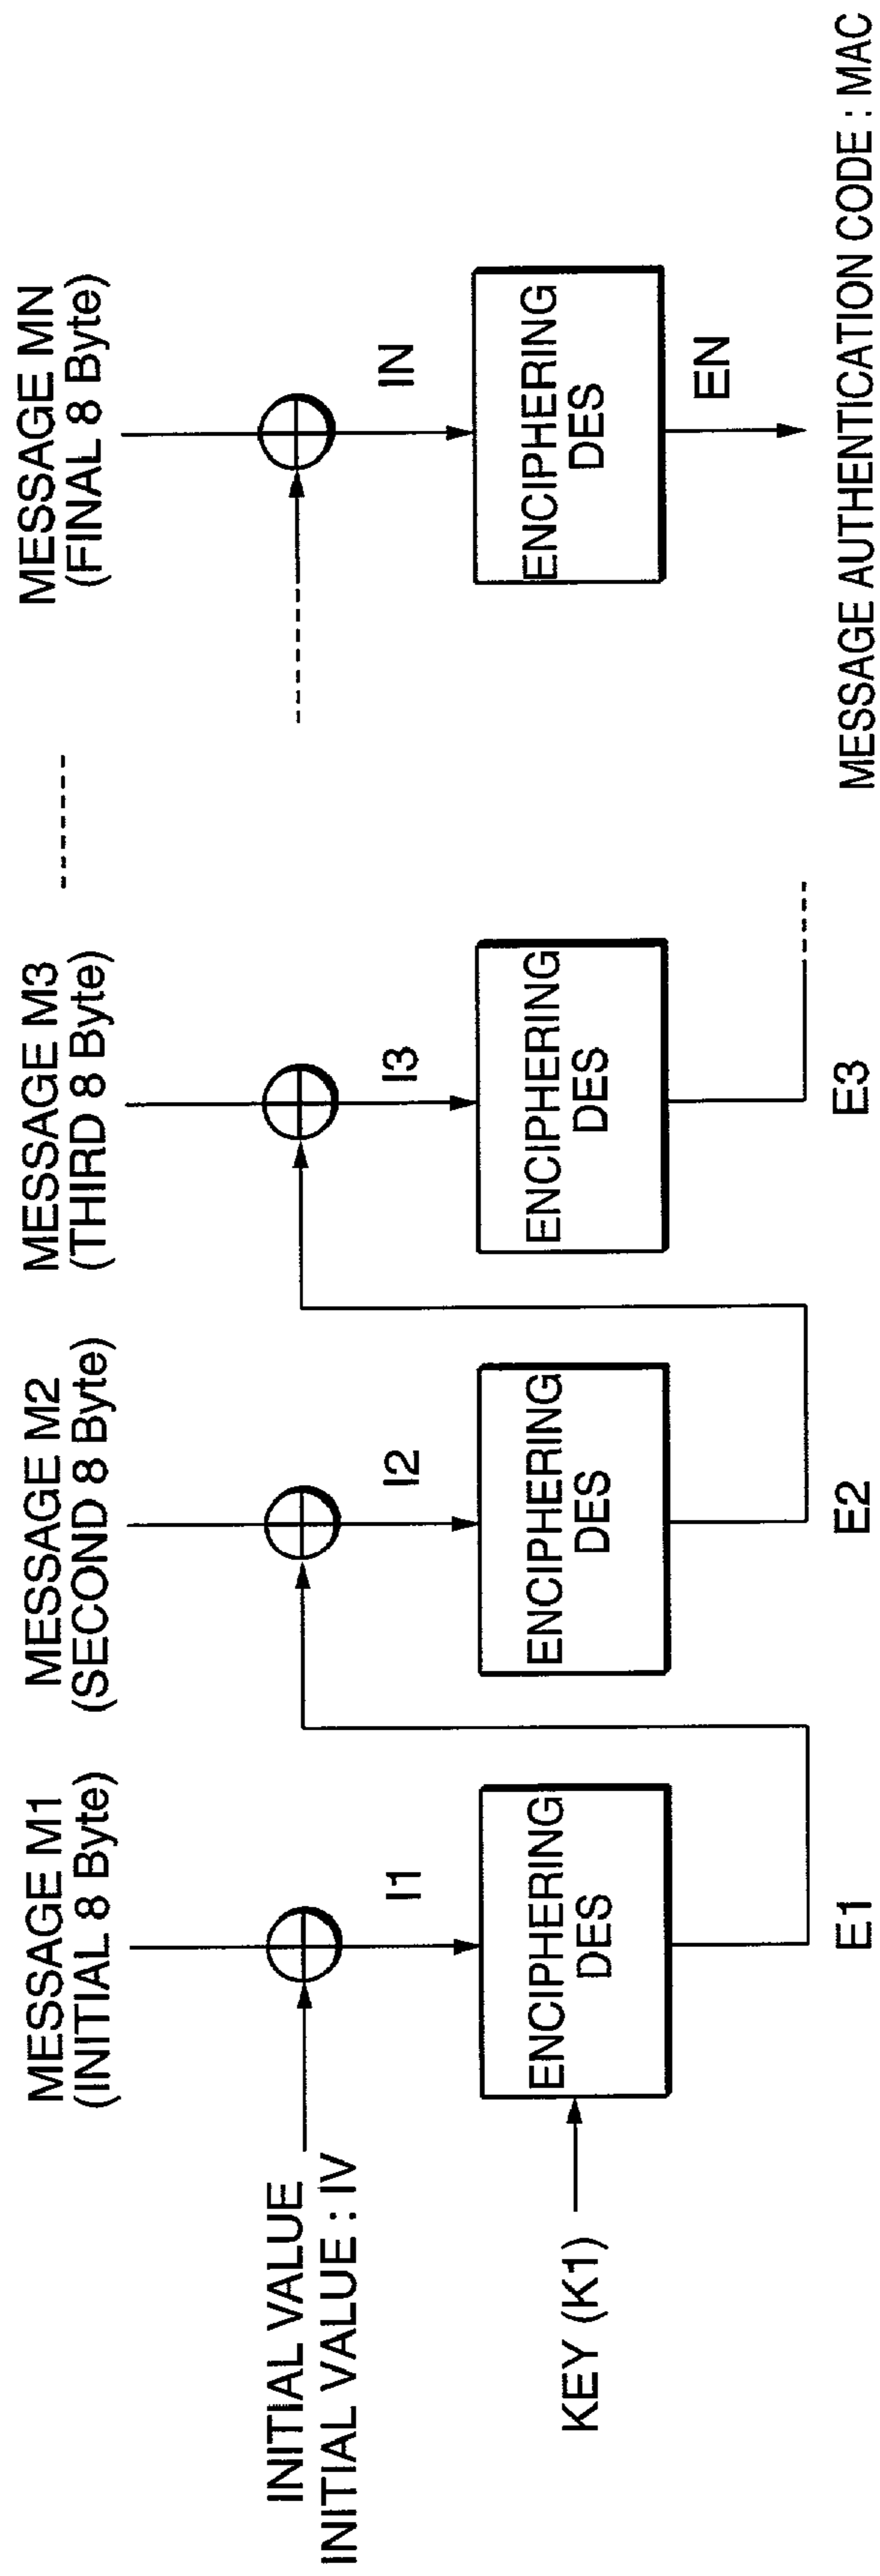 MESSAGE M1
(INITIAL 8 Byte)
MESSAGE M2
(SECOND 8 Byte)
MESSAGE M3
(THIRD 8 Byte)
MESSAGE MN
(FINAL 8 Byte)
INITIAL VALUE
INITIAL VALUE : IV
I1
I2
I3
IN
KEY (K1)
ENCIPHERING
DES
ENCIPHERING
DES
ENCIPHERING
DES
ENCIPHERING
DES
E1
E2
E3
EN
MESSAGE AUTHENTICATION CODE : MAC